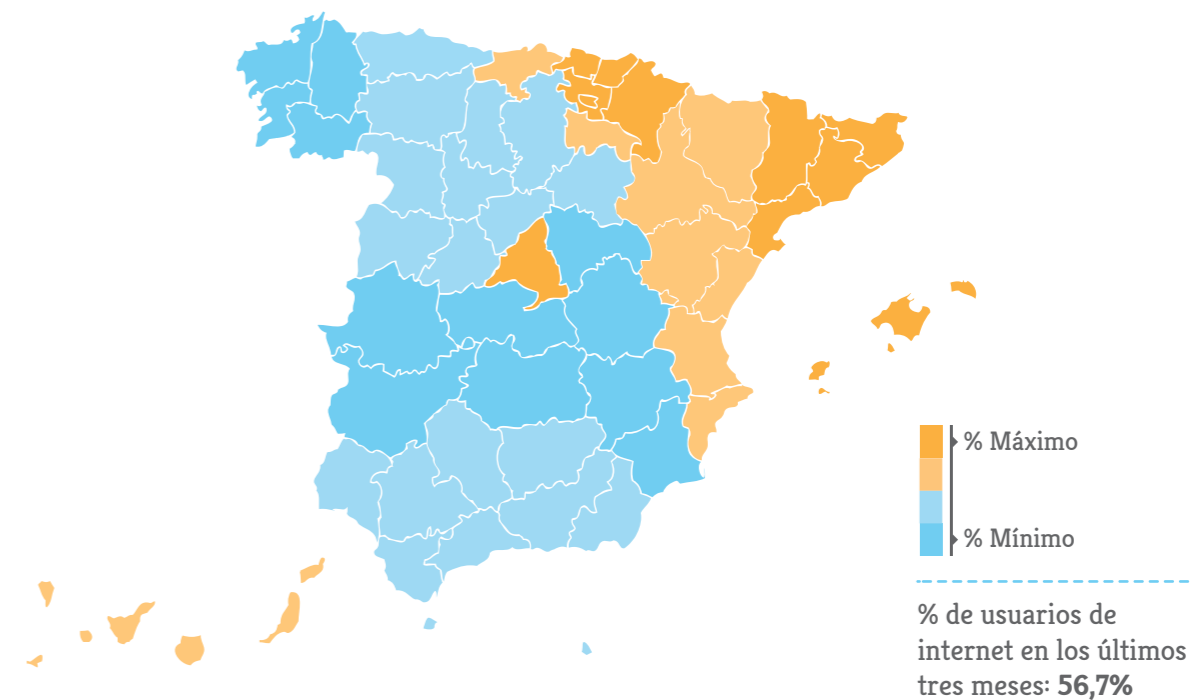 % Máximo
% Mínimo
% de usuarios de
internet en los últimos
tres meses: 56,7%